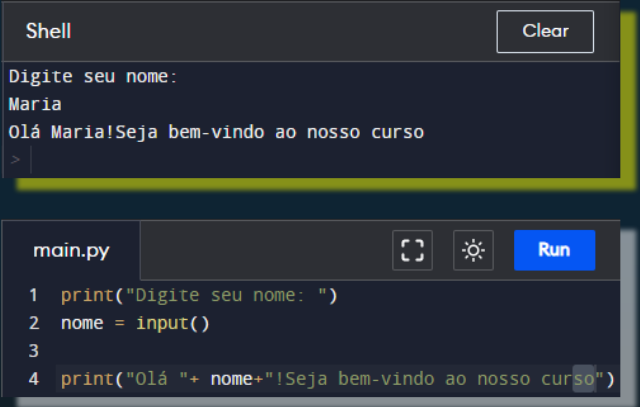 Shell
Clear
Digite seu nome:
Maria
Olá Maria!Seja bem-vindo ao nosso curso
>
main.py
Run
1 print("Digite seu nome: ")
2 nome = input()
3
4 print("Olá "+ nome+"!Seja bem-vindo ao nosso curso")